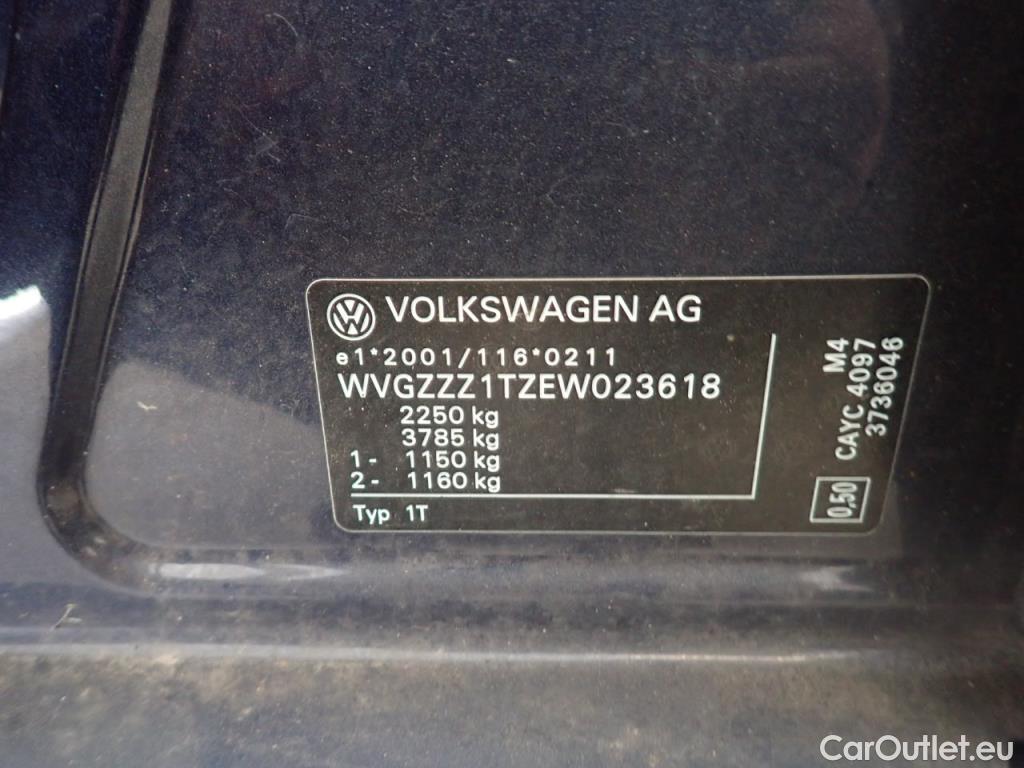 VOLKSWAGEN AG
e1*2001/116*0211
WVGZZZ1TZEW023618
2250 kg
3785 kg
1- 1150 kg
2- 1160 kg
Typ 1T
M4
CAYC 4097
3736046
0,50
CarOutlet.eu